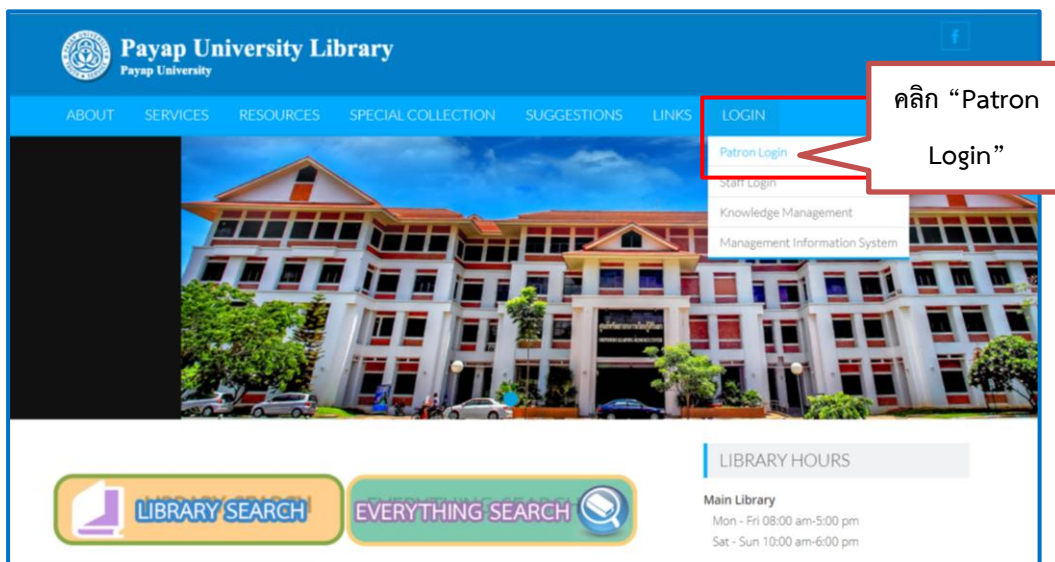 Payap University Library
Payap University
f
คลิก “Patron
Login”
ABOUT SERVICES RESOURCES SPECIAL COLLECTION SUGGESTIONS LINKS LOGIN
Patron Login
Staff Login
Knowledge Management
Management Information System
LIBRARY HOURS
LIBRARY SEARCH
EVERYTHING SEARCH
Main Library
Mon - Fri 08:00 am-5:00 pm
Sat - Sun 10:00 am-6:00 pm